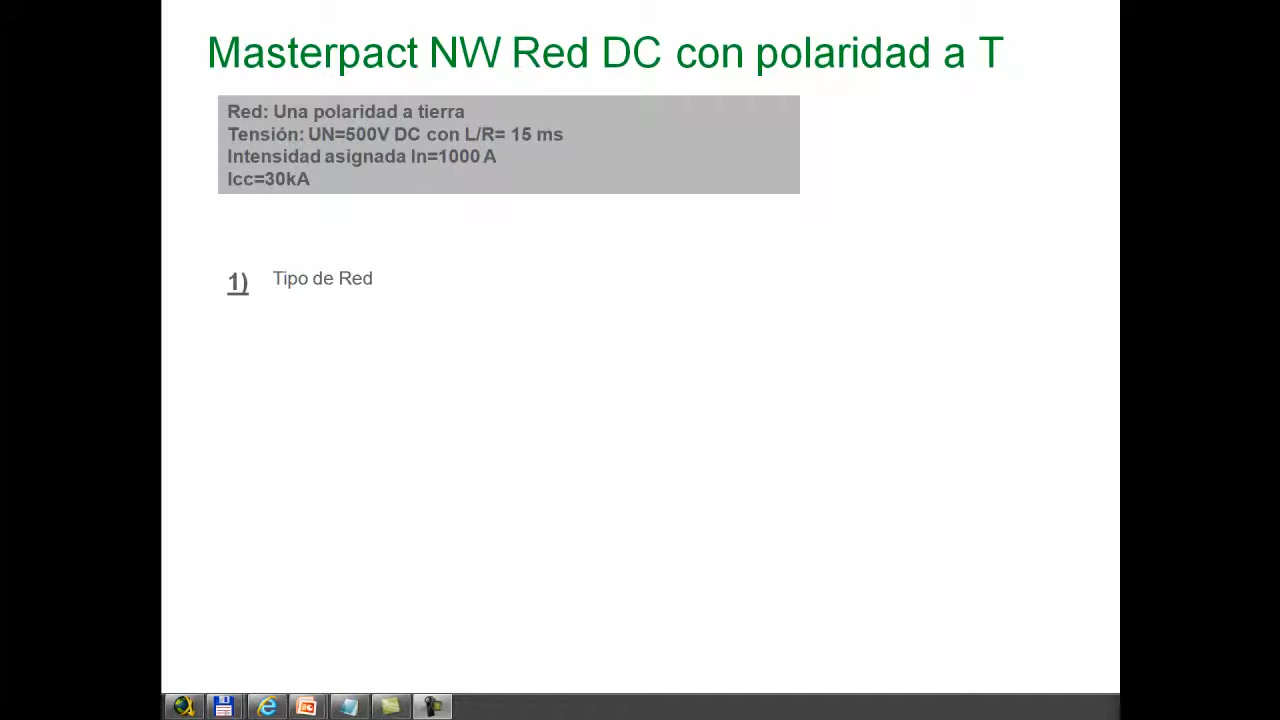 Masterpact NW Red DC con polaridad a T
Red: Una polaridad a tierra
Tensión: UN=500V DC con L/R= 15 ms
Intensidad asignada In=1000 A
Icc=30kA
1) Tipo de Red